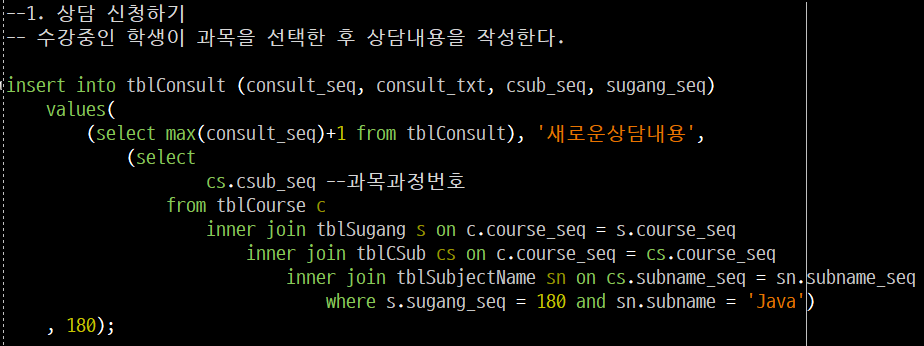 --1. 상담 신청하기
-- 수강중인 학생이 과목을 선택한 후 상담내용을 작성한다.
insert into tblConsult (consult_seq, consult_txt, csub_seq, sugang_seq)
values(
(select max(consult_seq)+1 from tblConsult), '새로운상담내용',
(select
cs.csub_seq --과목과정번호
from tblCourse c
inner join tblSugang s on c.course_seq = s.course_seq
inner join tblCSub cs on c.course_seq = cs.course_seq
inner join tblSubjectName sn on cs.subname_seq = sn.subname_seq
where s.sugang_seq = 180 and sn.subname = 'Java')
, 180);